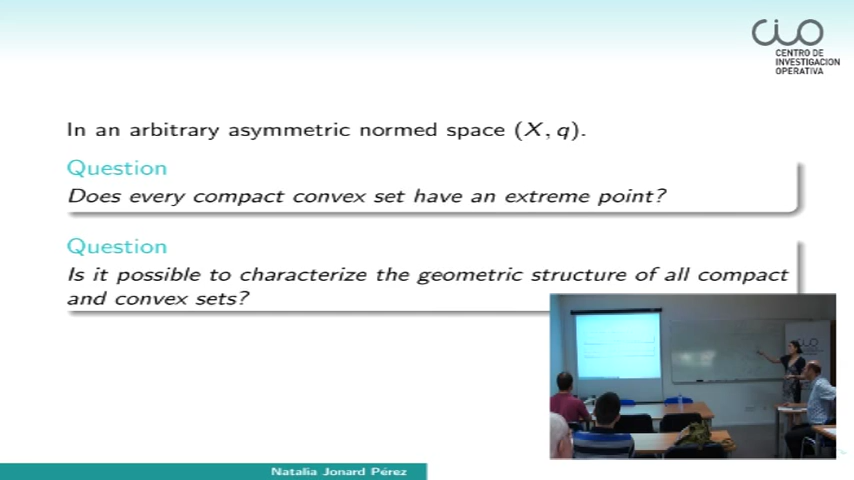 CIO
CENTRO DE
INVESTIGACION
OPERATIVA
In an arbitrary asymmetric normed space (X, q).
Question
Does every compact convex set have an extreme point?
Question
Is it possible to characterize the geometric structure of all compact
and convex sets?
CIO
Natalia Jonard Pérez